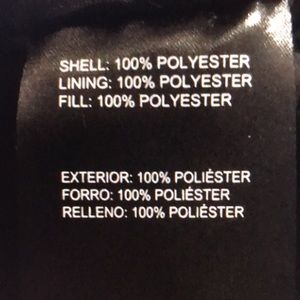 SHELL: 100% POLYESTER
LINING: 100% POLYESTER
FILL: 100% POLYESTER
EXTERIOR: 100% POLIÉSTER
FORRO: 100% POLIÉSTER
RELLENO: 100% POLIÉSTER